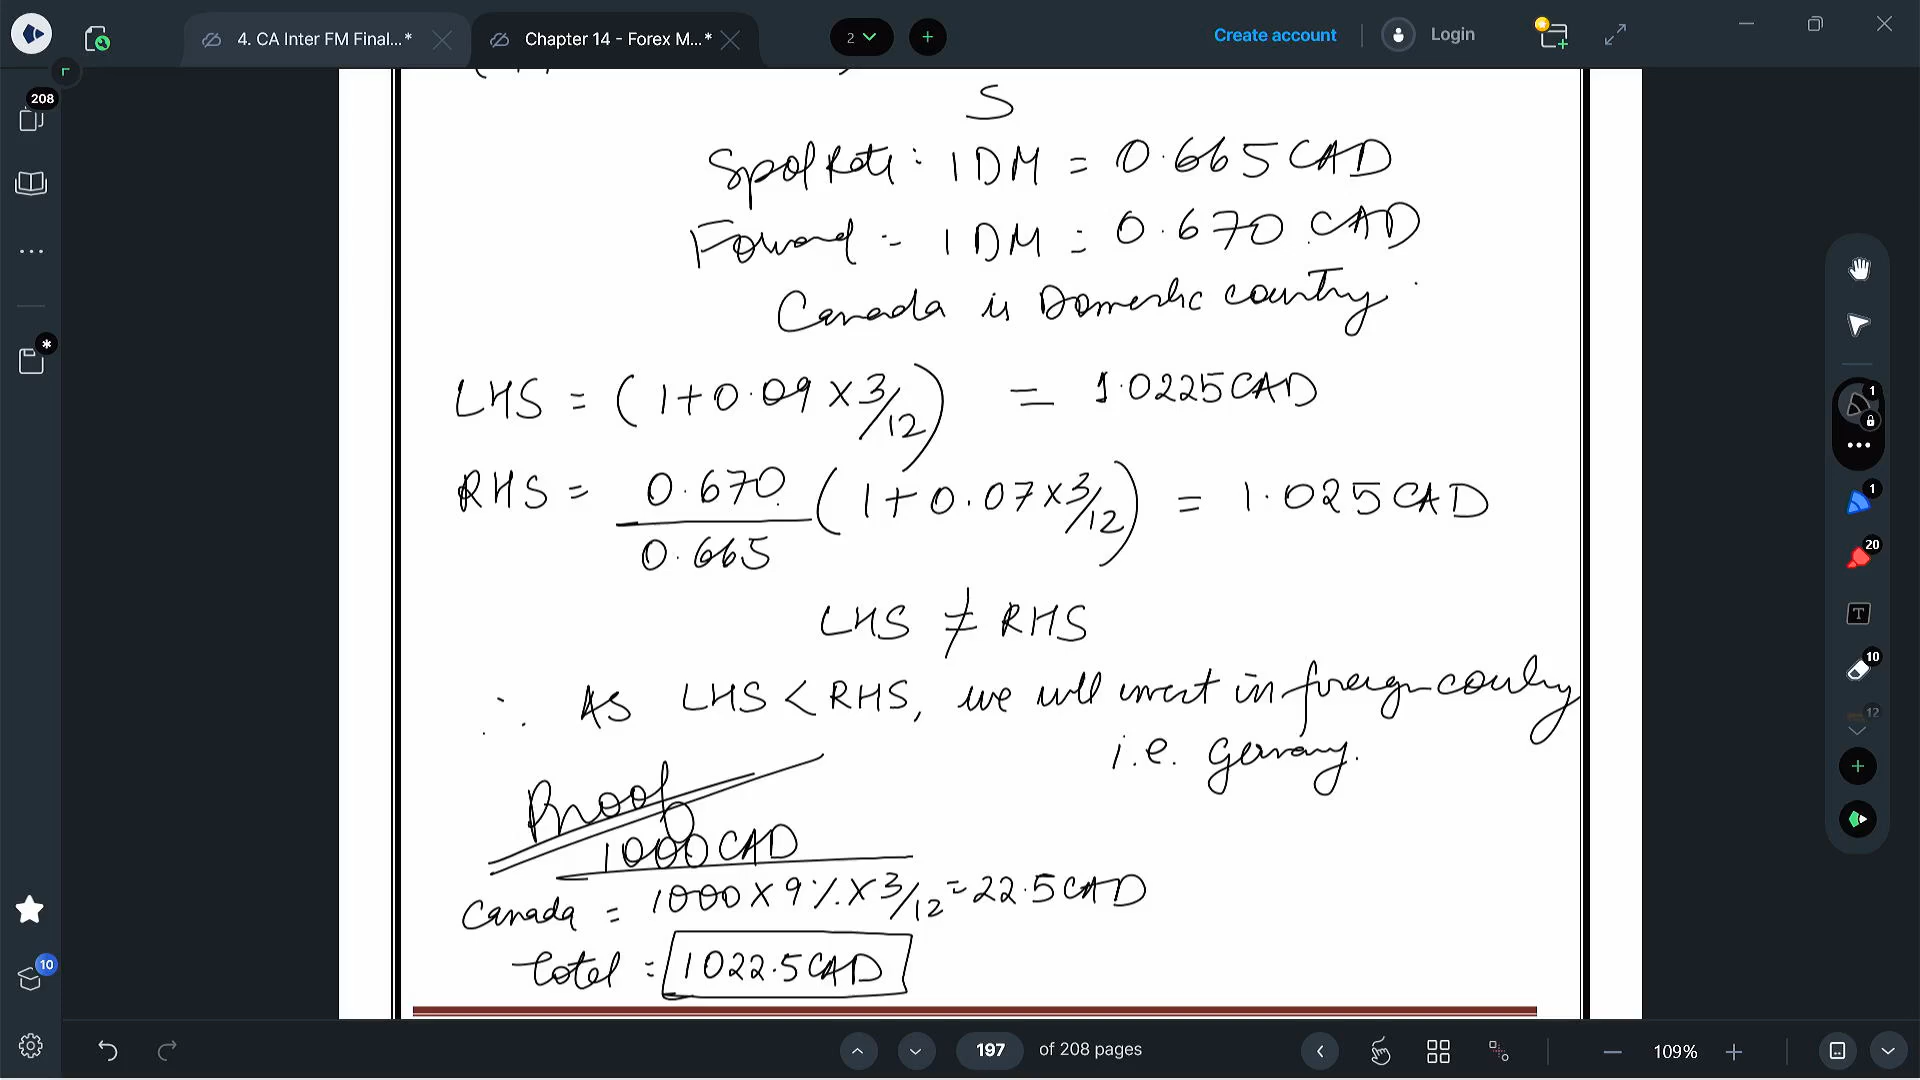 4. CA Inter FM Final...*
Chapter 14 - Forex M...*
2
Create account
Login
208
S
Spot Rate : 1 DM = 0.665 CAD
Forward = 1 DM = 0.670 CAD
Canada is Domestic country
LHS = (1+0.09 × 3/12) = 1.0225 CAD
RHS = 0.670/0.665 (1+0.07×3/12) = 1.025 CAD
LHS ≠ RHS
∴ As LHS < RHS, we will invest in foreign country
i.e. Germany.
Proof
1000 CAD
Canada = 1000 × 9% × 3/12 = 22.5 CAD
total = 1022.5 CAD
1
1
20
T
10
12
10
197 of 208 pages
109%